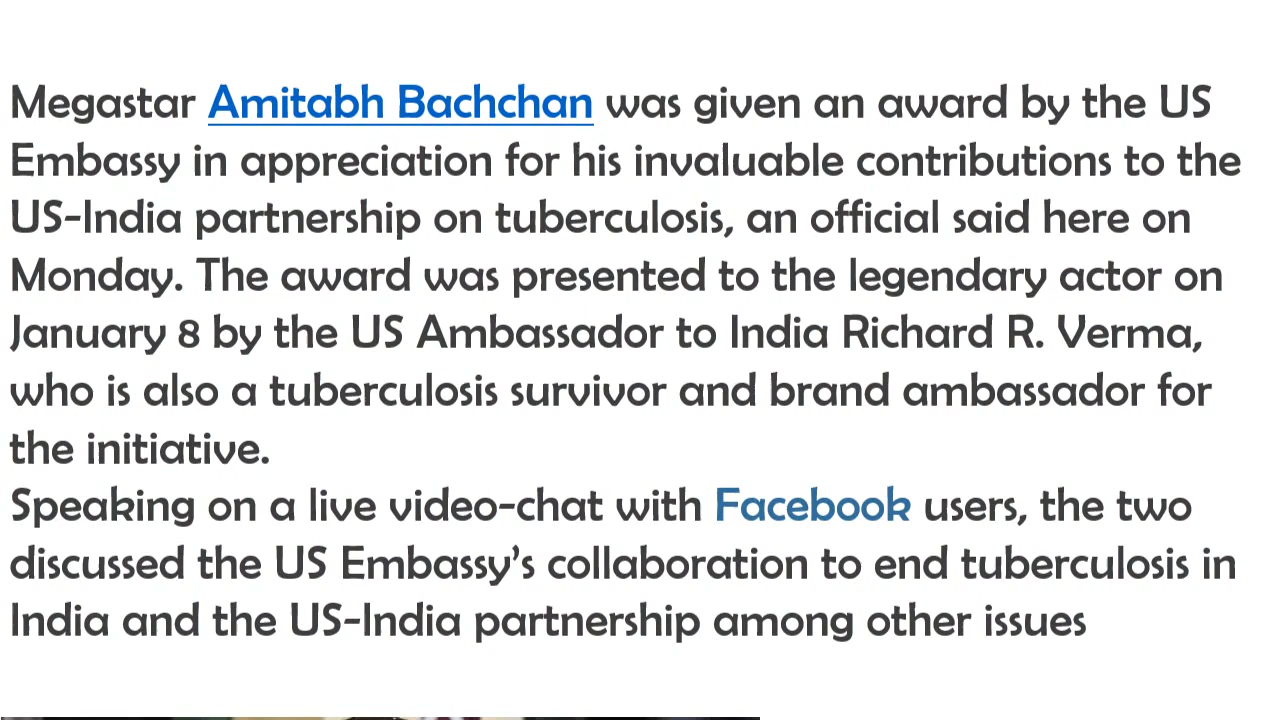 Megastar Amitabh Bachchan was given an award by the US
Embassy in appreciation for his invaluable contributions to the
US-India partnership on tuberculosis, an official said here on
Monday. The award was presented to the legendary actor on
January 8 by the US Ambassador to India Richard R. Verma,
who is also a tuberculosis survivor and brand ambassador for
the initiative.
Speaking on a live video-chat with Facebook users, the two
discussed the US Embassy’s collaboration to end tuberculosis in
India and the US-India partnership among other issues